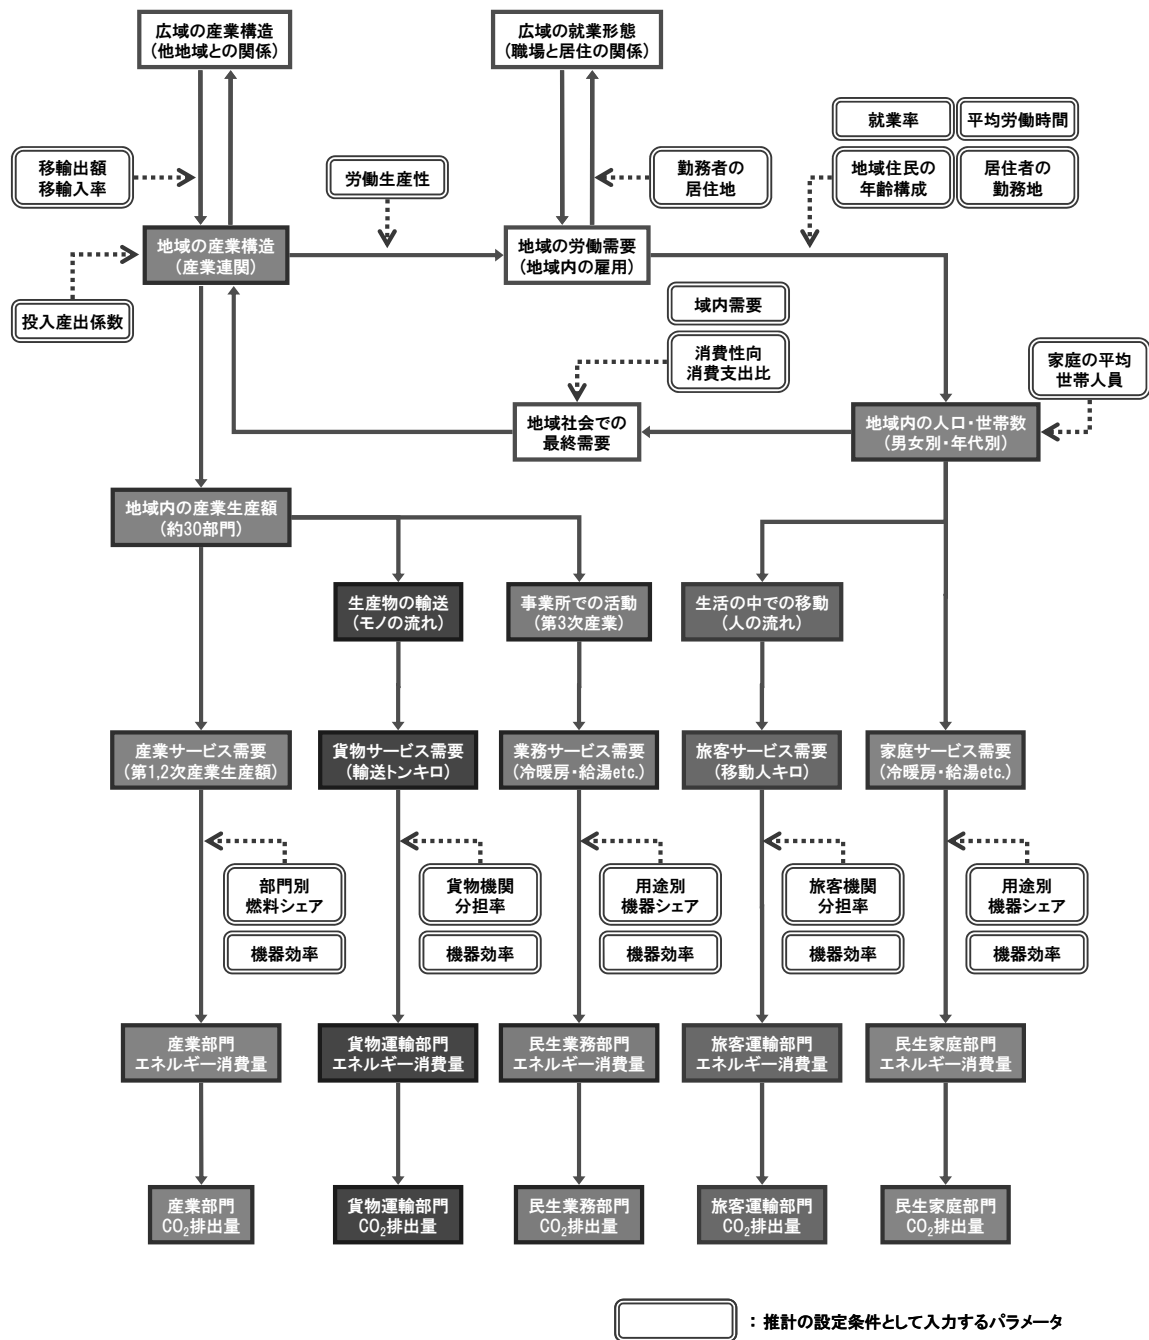 広域の産業構造
(他地域との関係)
広域の就業形態
(職場と居住の関係)
就業率
平均労働時間
移輸出額
移輸入率
労働生産性
勤務者の
居住地
地域住民の
年齢構成
居住者の
勤務地
地域の産業構造
(産業連関)
地域の労働需要
(地域内の雇用)
投入産出係数
域内需要
消費性向
消費支出比
家庭の平均
世帯人員
地域社会での
最終需要
地域内の人口・世帯数
(男女別・年代別)
地域内の産業生産額
(約30部門)
生産物の輸送
(モノの流れ)
事業所での活動
(第3次産業)
生活の中での移動
(人の流れ)
産業サービス需要
(第1,2次産業生産額)
貨物サービス需要
(輸送トンキロ)
業務サービス需要
(冷暖房・給湯etc.)
旅客サービス需要
(移動人キロ)
家庭サービス需要
(冷暖房・給湯etc.)
部門別
燃料シェア
貨物機関
分担率
用途別
機器シェア
旅客機関
分担率
用途別
機器シェア
機器効率
機器効率
機器効率
機器効率
機器効率
産業部門
エネルギー消費量
貨物運輸部門
エネルギー消費量
民生業務部門
エネルギー消費量
旅客運輸部門
エネルギー消費量
民生家庭部門
エネルギー消費量
産業部門
CO₂排出量
貨物運輸部門
CO₂排出量
民生業務部門
CO₂排出量
旅客運輸部門
CO₂排出量
民生家庭部門
CO₂排出量
：推計の設定条件として入力するパラメータ